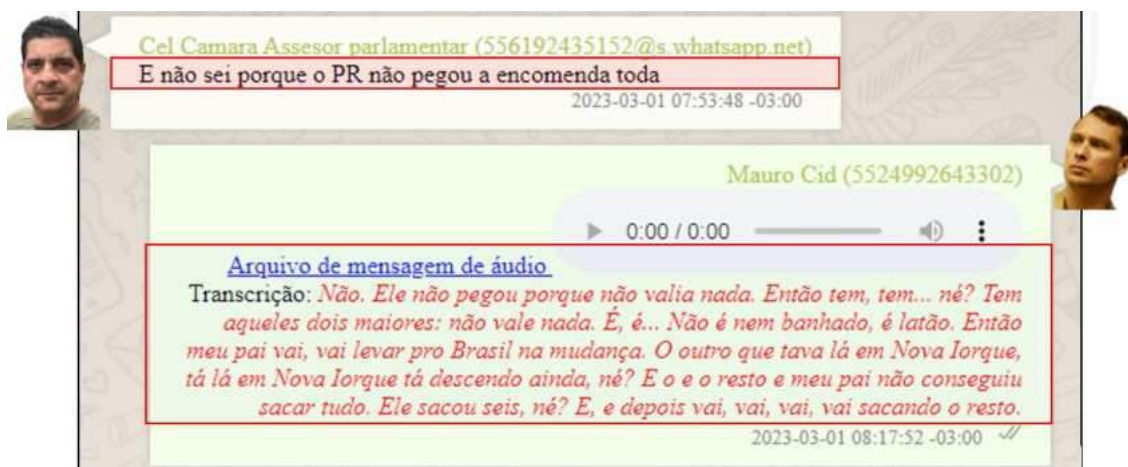 Cel Camara Assesor parlamentar (556192435152@s.whatsapp.net)
E não sei porque o PR não pegou a encomenda toda
2023-03-01 07:53:48 -03:00
Mauro Cid (5524992643302)
0:00 / 0:00
Arquivo de mensagem de áudio
Transcrição: Não. Ele não pegou porque não valia nada. Então tem, tem... né? Tem
aqueles dois maiores: não vale nada. É, é... Não é nem banhado, é latão. Então
meu pai vai, vai levar pro Brasil na mudança. O outro que tava lá em Nova Iorque,
tá lá em Nova Iorque tá descendo ainda, né? E o e o resto e meu pai não conseguiu
sacar tudo. Ele sacou seis, né? E, e depois vai, vai, vai, vai sacando o resto.
2023-03-01 08:17:52 -03:00